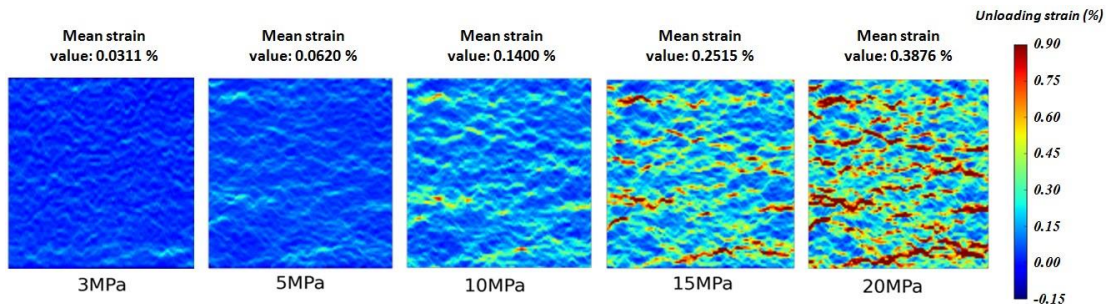 Unloading strain (%)
Mean strain
value: 0.0311 %
Mean strain
value: 0.0620 %
Mean strain
value: 0.1400 %
Mean strain
value: 0.2515 %
Mean strain
value: 0.3876 %
0.90
0.75
0.60
0.45
0.30
0.15
0.00
-0.15
3MPa
5MPa
10MPa
15MPa
20MPa